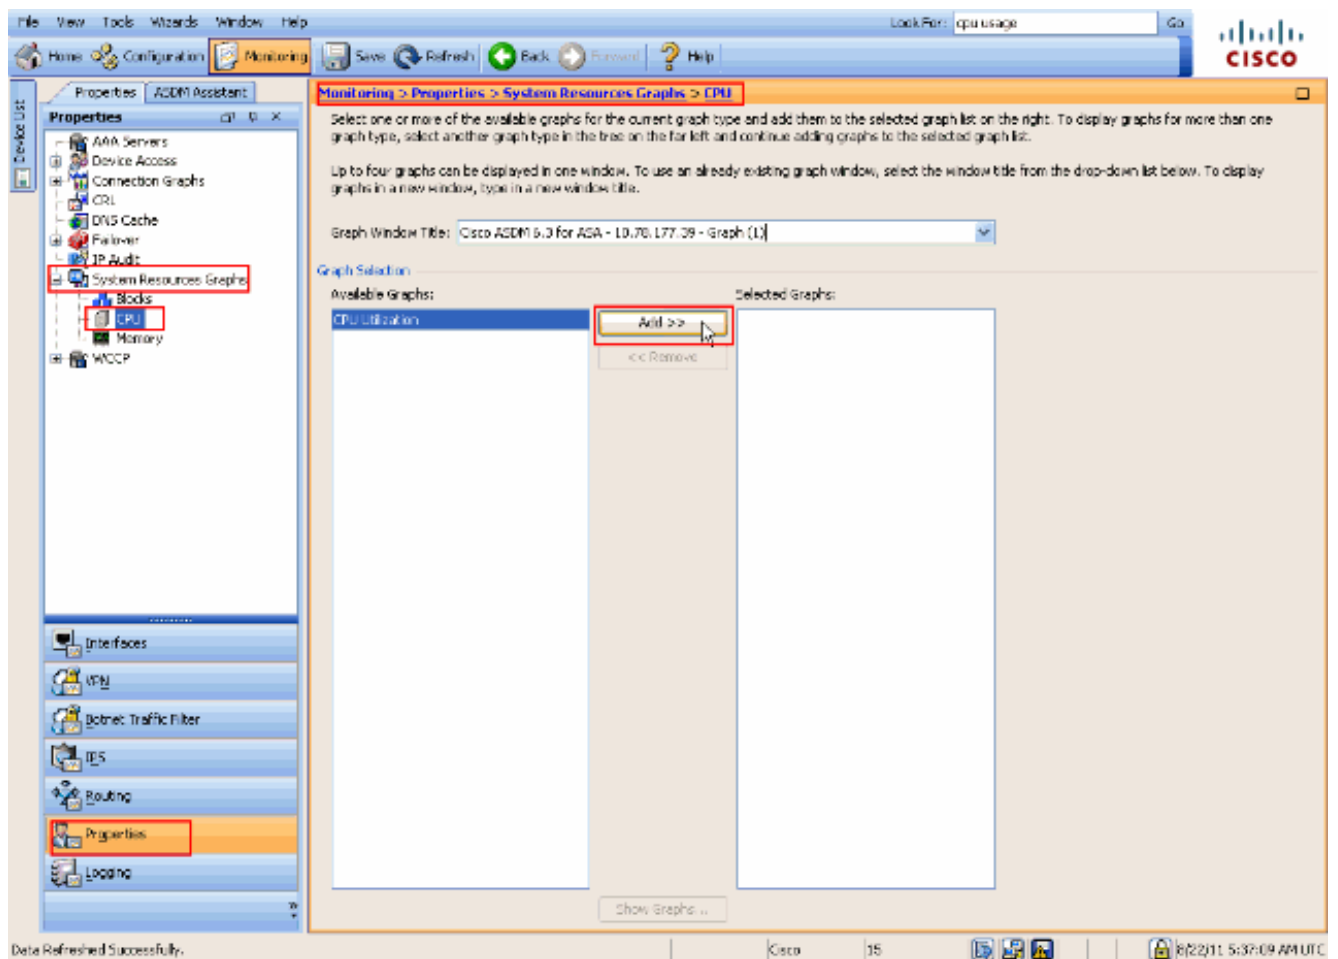 File View Tools Wizards Window Help Look For: cpu usage Go
Home Configuration Monitoring Save Refresh Back Forward Help
CISCO
Device List
Properties ASDM Assistant
Properties
AAA Servers
Device Access
Connection Graphs
CRL
DNS Cache
Failover
IP Audit
System Resources Graphs
Blocks
CPU
Memory
WCCP
Interfaces
VPN
Botnet Traffic Filter
IPS
Routing
Properties
Logging
Monitoring > Properties > System Resources Graphs > CPU
Select one or more of the available graphs for the current graph type and add them to the selected graph list on the right. To display graphs for more than one
graph type, select another graph type in the tree on the far left and continue adding graphs to the selected graph list.
Up to four graphs can be displayed in one window. To use an already existing graph window, select the window title from the drop-down list below. To display
graphs in a new window, type in a new window title.
Graph Window Title: Cisco ASDM 6.3 for ASA - 10.78.177.39 - Graph (1)
Graph Selection
Available Graphs: Selected Graphs:
CPU Utilization
Add >>
<< Remove
Show Graphs...
Data Refreshed Successfully. Cisco 15 8/22/11 5:37:09 AM UTC